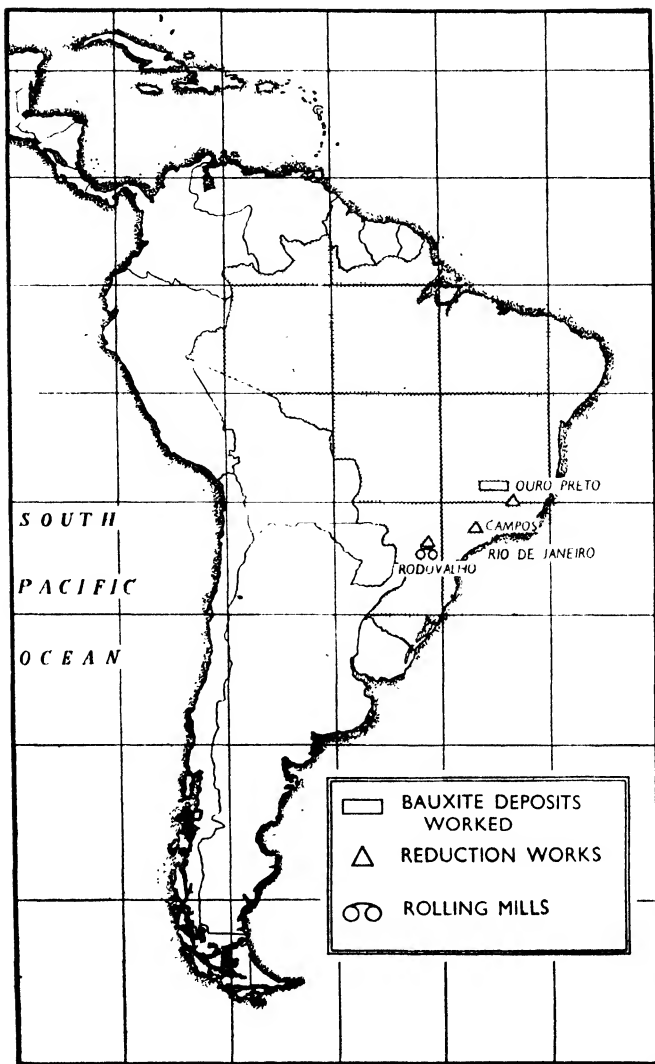 OURO PRETO
SOUTH
CAMPOS
RIO DE JANEIRO
RODOVALHO
PACIFIC
OCEAN
BAUXITE DEPOSITS
WORKED
REDUCTION WORKS
ROLLING MILLS